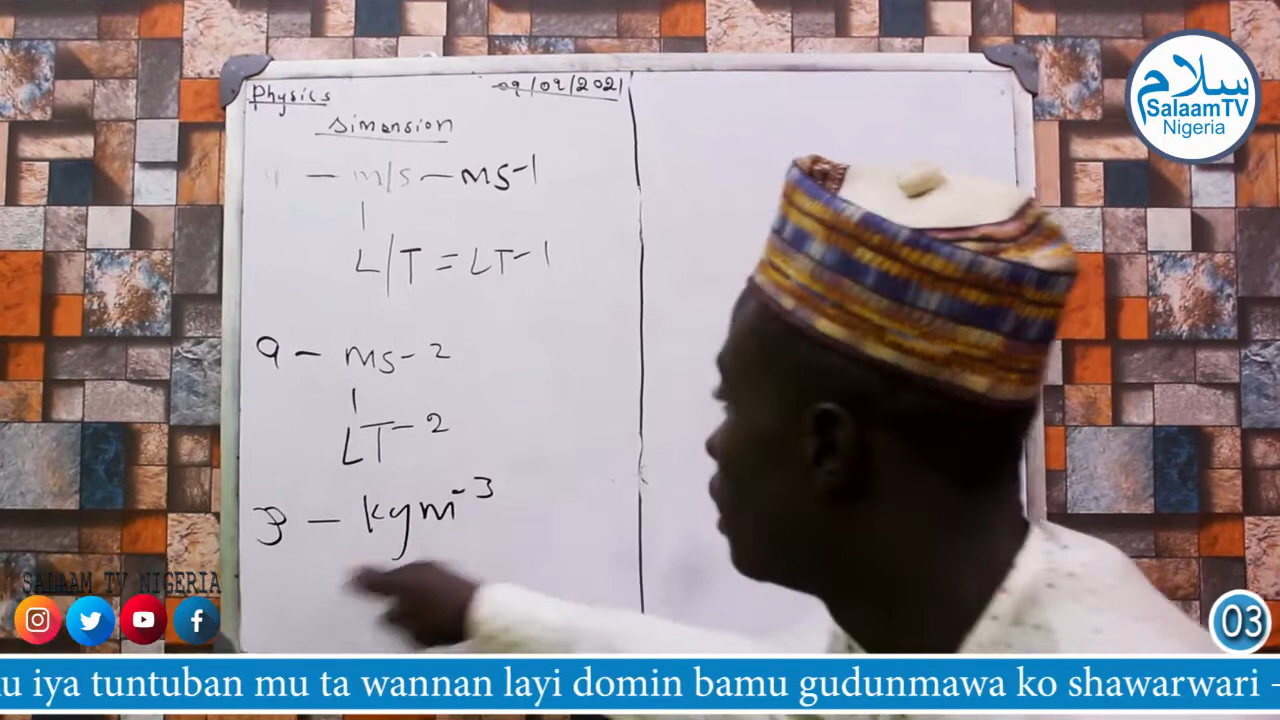 Physics
09/02/2021
Dimension
m/s – ms-1
L/T = LT-1
a – ms-2
LT-2
– kgm-3
سلام
SalaamTV
Nigeria
SALAAM TV NIGERIA
03
iya tuntuban mu ta wannan layi domin bamu gudunmawa ko shawarwari -